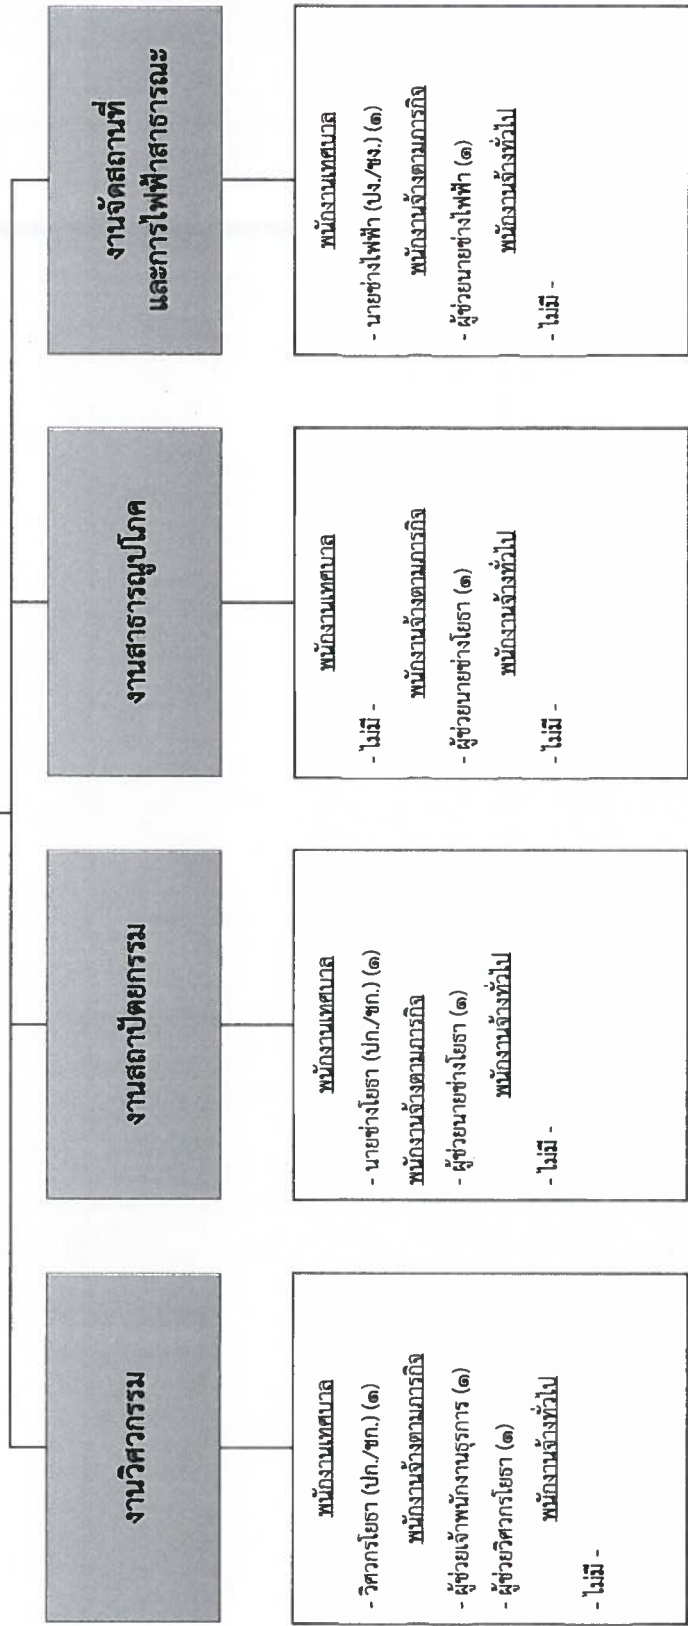 งานวิศวกรรม
พนักงานเทศบาล
- วิศวกรโยธา (ปก./ชก.) (๑)
พนักงานจ้างตามภารกิจ
- ผู้ช่วยเจ้าพนักงานธุรการ (๑)
- ผู้ช่วยวิศวกรโยธา (๑)
พนักงานจ้างทั่วไป
- ไม่มี -
งานสถาปัตยกรรม
พนักงานเทศบาล
- นายช่างโยธา (ปก./ชก.) (๑)
พนักงานจ้างตามภารกิจ
- ผู้ช่วยนายช่างโยธา (๑)
พนักงานจ้างทั่วไป
- ไม่มี -
งานสาธารณูปโภค
พนักงานเทศบาล
- ไม่มี -
พนักงานจ้างตามภารกิจ
- ผู้ช่วยนายช่างโยธา (๑)
พนักงานจ้างทั่วไป
- ไม่มี -
งานจัดสถานที่
และการไฟฟ้าสาธารณะ
พนักงานเทศบาล
- นายช่างไฟฟ้า (ปง./ชง.) (๑)
พนักงานจ้างตามภารกิจ
- ผู้ช่วยนายช่างไฟฟ้า (๑)
พนักงานจ้างทั่วไป
- ไม่มี -